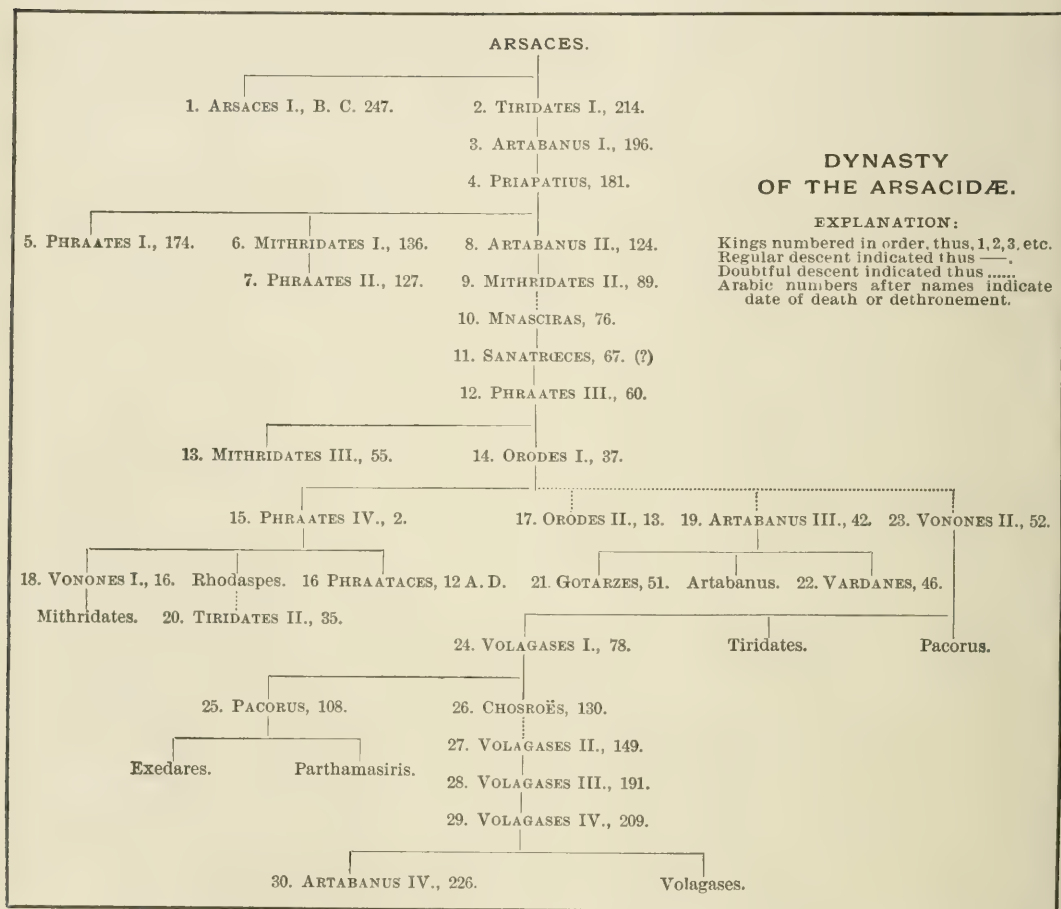 ARSACES.
1. ARSACES I., B. C. 247. 2. TIRIDATES I., 214.
3. ARTABANUS I., 196.
4. PRIAPATIUS, 181.
DYNASTY
OF THE ARSACIDÆ.
EXPLANATION:
Kings numbered in order, thus, 1, 2, 3, etc.
Regular descent indicated thus ——.
Doubtful descent indicated thus ......
Arabic numbers after names indicate
date of death or dethronement.
5. PHRAATES I., 174. 6. MITHRIDATES I., 136. 8. ARTABANUS II., 124.
7. PHRAATES II., 127. 9. MITHRIDATES II., 89.
10. MNASCIRAS, 76.
11. SANATRŒCES, 67. (?)
12. PHRAATES III., 60.
13. MITHRIDATES III., 55. 14. ORODES I., 37.
15. PHRAATES IV., 2. 17. ORODES II., 13. 19. ARTABANUS III., 42. 23. VONONES II., 52.
18. VONONES I., 16. Rhodaspes. 16 PHRAATACES, 12 A. D. 21. GOTARZES, 51. Artabanus. 22. VARDANES, 46.
Mithridates. 20. TIRIDATES II., 35.
24. VOLAGASES I., 78. Tiridates. Pacorus.
25. PACORUS, 108. 26. CHOSROËS, 130.
27. VOLAGASES II., 149.
Exedares. Parthamasiris.
28. VOLAGASES III., 191.
29. VOLAGASES IV., 209.
30. ARTABANUS IV., 226. Volagases.